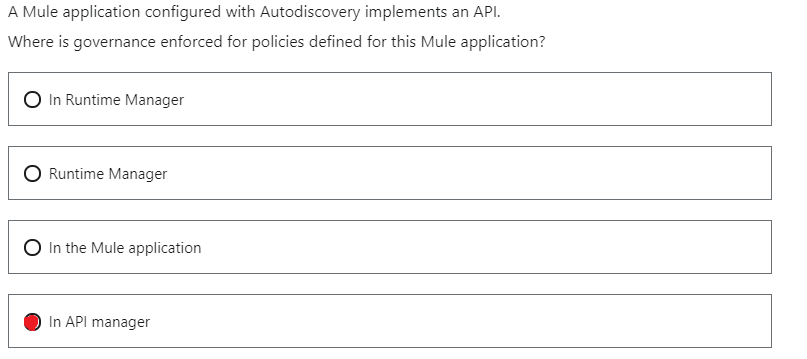 A Mule application configured with Autodiscovery implements an API.
Where is governance enforced for policies defined for this Mule application?
In Runtime Manager
Runtime Manager
In the Mule application
In API manager